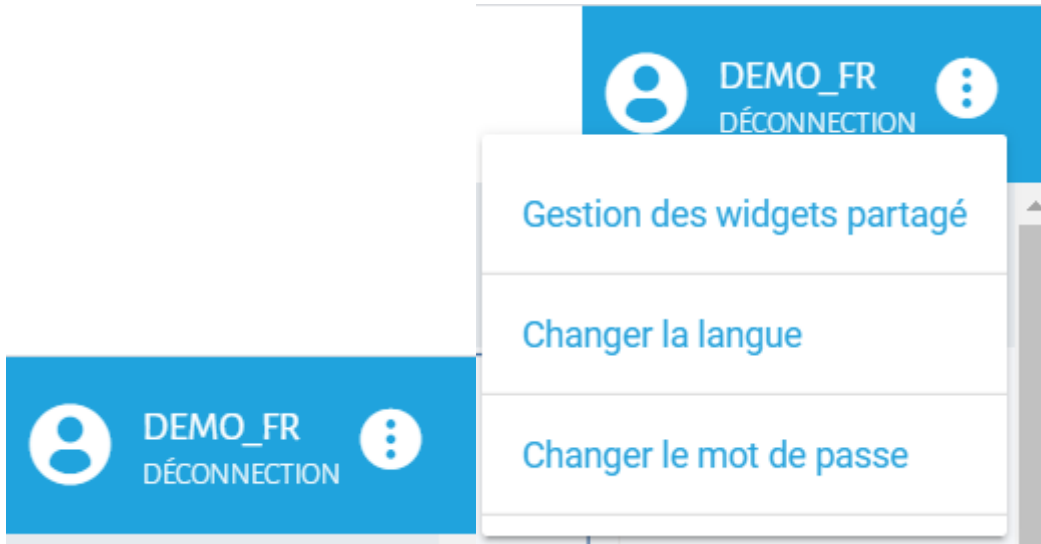 DEMO_FR
DÉCONNECTION
Gestion des widgets partagé
Changer la langue
Changer le mot de passe
DEMO_FR
DÉCONNECTION